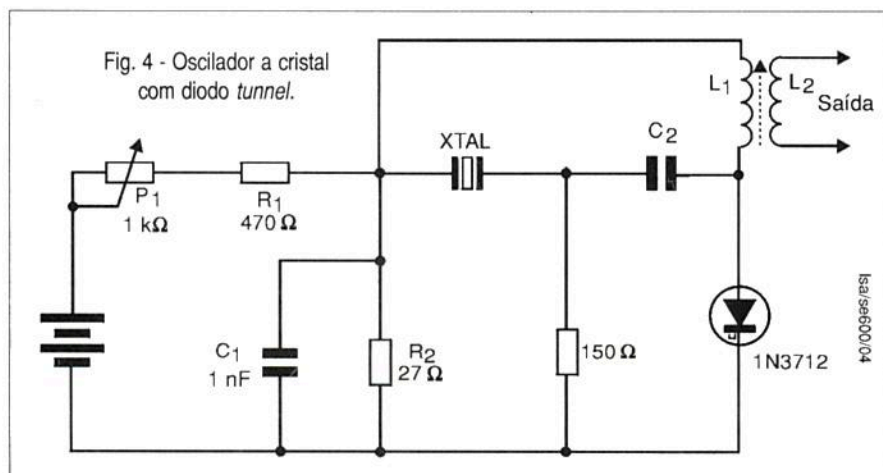 Fig. 4 - Oscilador a cristal
com diodo tunnel.
L1
L2
Saída
XTAL
C2
P1
1 kΩ
R1
470 Ω
C1
1 nF
R2
27 Ω
150 Ω
1N3712
Isa/se600/04